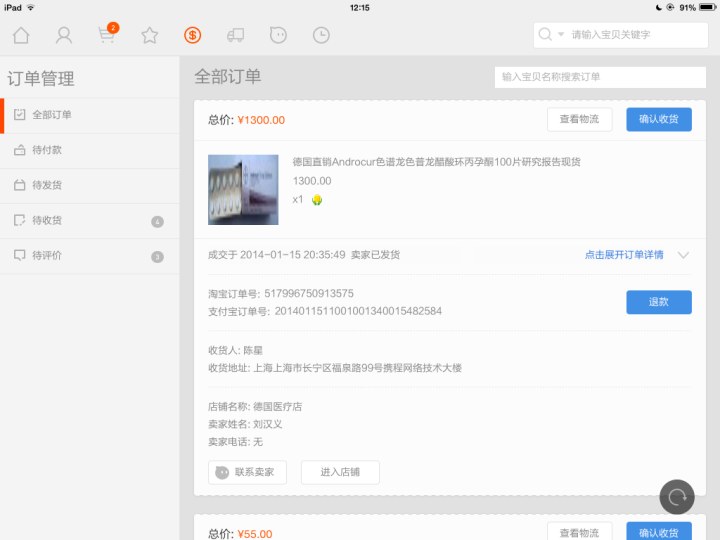 iPad
12:15
91%
2
请输入宝贝关键字
订单管理
全部订单
待付款
待发货
待收货 4
待评价 3
全部订单
输入宝贝名称搜索订单
总价: ¥1300.00
查看物流
确认收货
德国直销Androcur色谱龙色普龙醋酸环丙孕酮100片研究报告现货
1300.00
x1
成交于 2014-01-15 20:35:49 卖家已发货
点击展开订单详情
淘宝订单号: 517996750913575
支付宝订单号: 2014011511001001340015482584
退款
收货人: 陈星
收货地址: 上海上海市长宁区福泉路99号携程网络技术大楼
店铺名称: 德国医疗店
卖家姓名: 刘汉义
卖家电话: 无
联系卖家
进入店铺
总价: ¥55.00
查看物流
确认收货